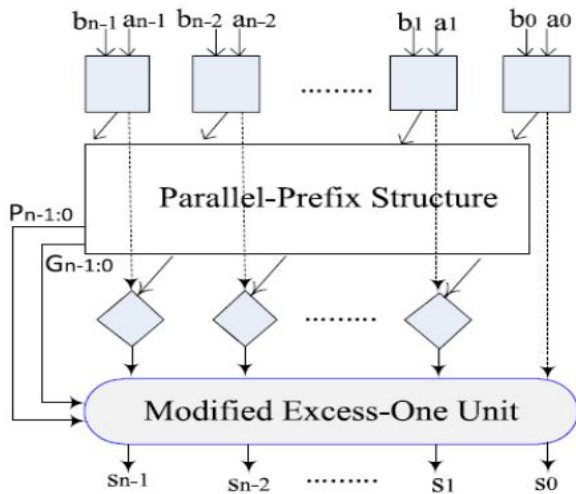 bn-1 an-1 bn-2 an-2 b1 a1 b0 a0
.........
Parallel-Prefix Structure
Pn-1:0
Gn-1:0
.........
Modified Excess-One Unit
sn-1 sn-2 ......... s1 s0